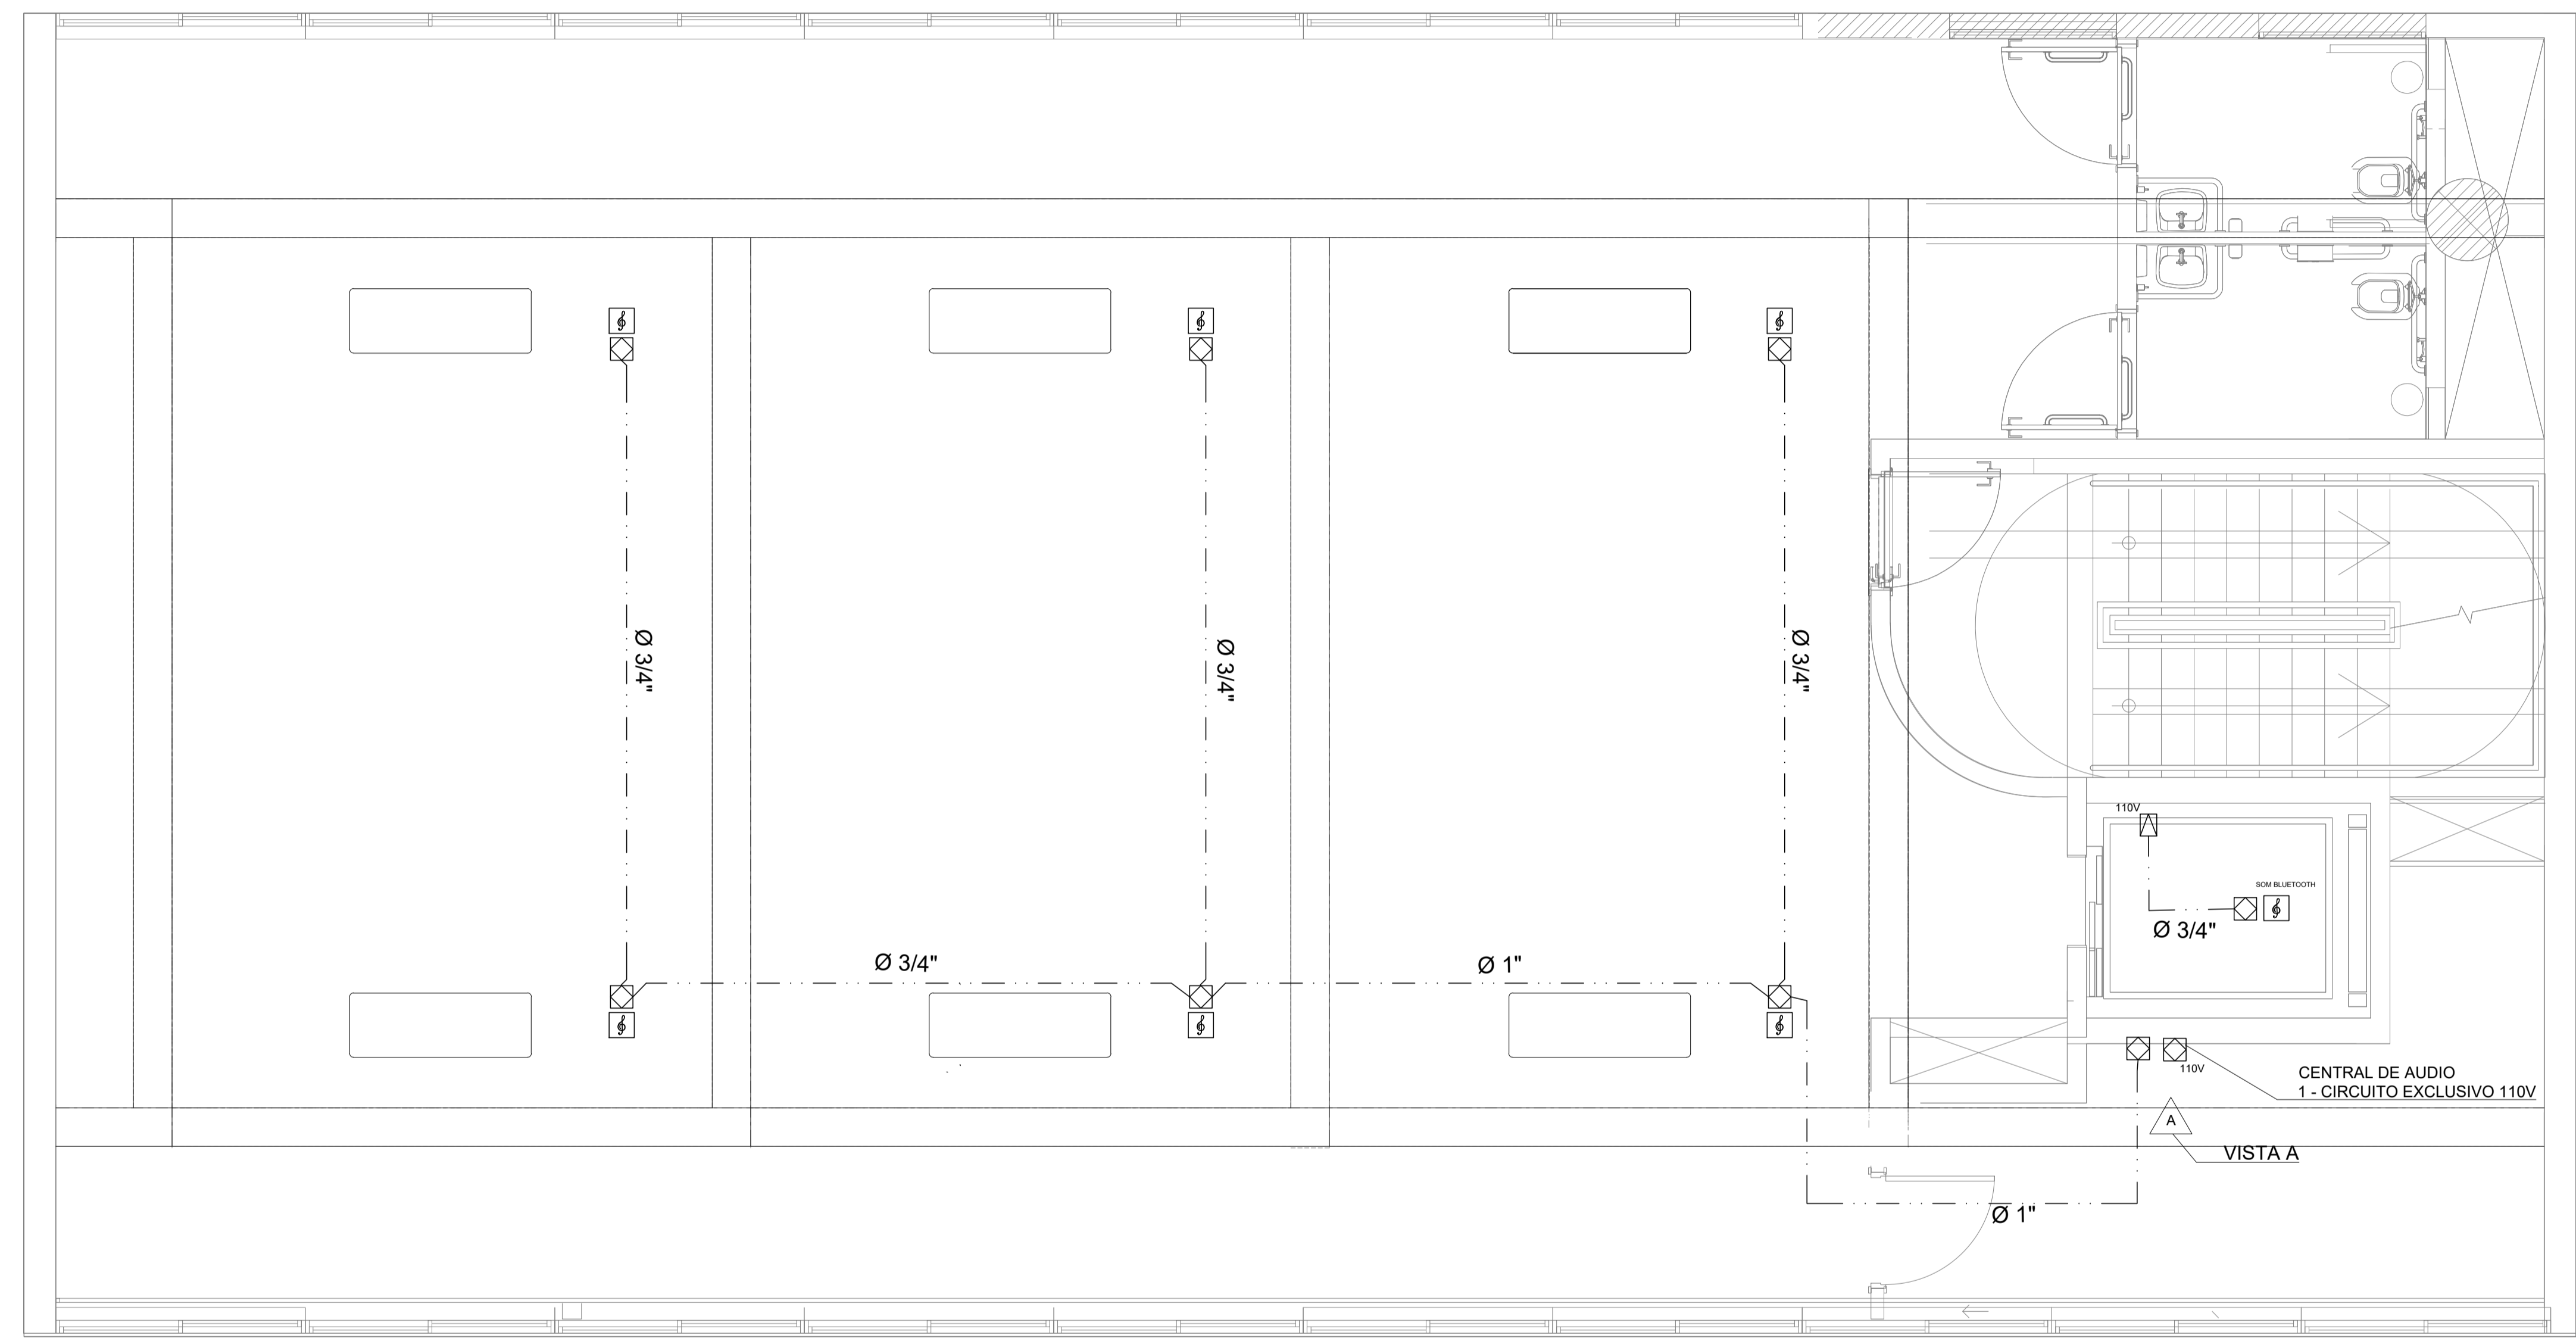 Ø 3/4"
Ø 3/4"
Ø 3/4"
110V
SOM BLUETOOTH
Ø 3/4"
Ø 3/4"
Ø 1"
110V
CENTRAL DE AUDIO
1 - CIRCUITO EXCLUSIVO 110V
A
VISTA A
Ø 1"